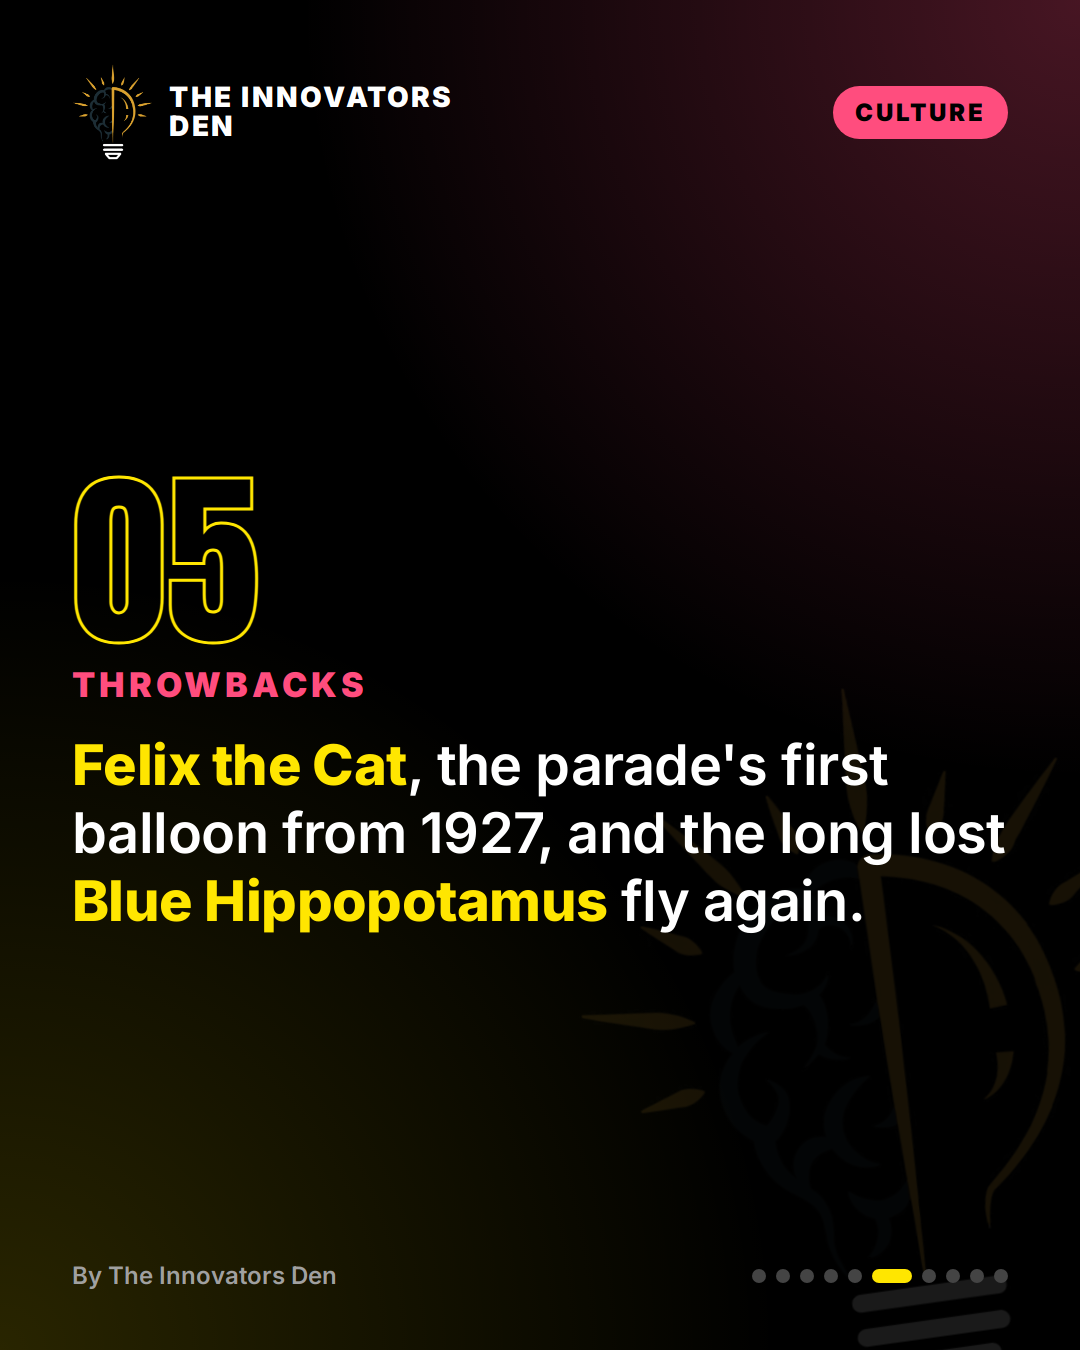 THE INNOVATORS
DEN
CULTURE
05
THROWBACKS
Felix the Cat, the parade's first
balloon from 1927, and the long lost
Blue Hippopotamus fly again.
By The Innovators Den